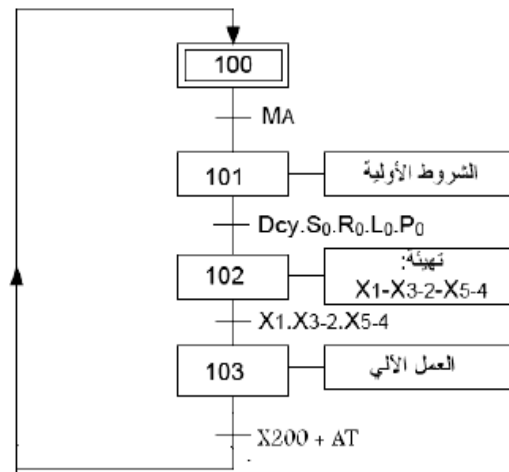 100
MA
101
الشروط الأولية
Dcy.S0.R0.L0.P0
102
تهيئة:
X1-X3-2-X5-4
X1.X3-2.X5-4
103
العمل الآلي
X200 + AT